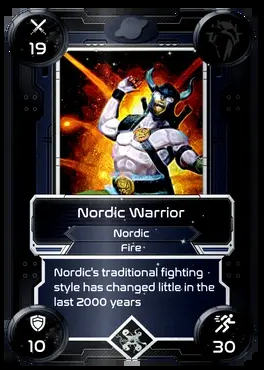 19
Nordic Warrior
Nordic
Fire
Nordic's traditional fighting
style has changed little in the
last 2000 years
10
30